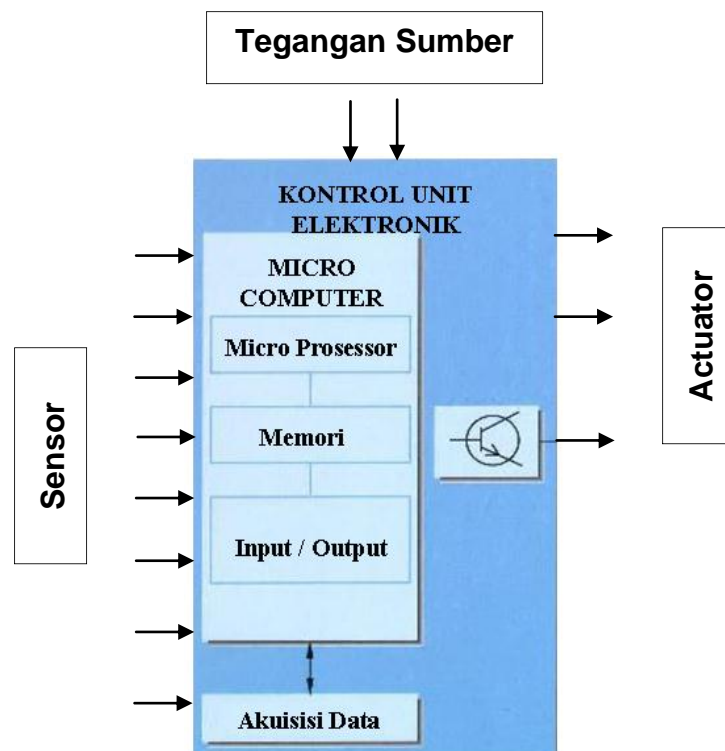 Tegangan Sumber
KONTROL UNIT
ELEKTRONIK
MICRO
COMPUTER
Micro Prosessor
Memori
Input / Output
Akuisisi Data
Sensor
Actuator